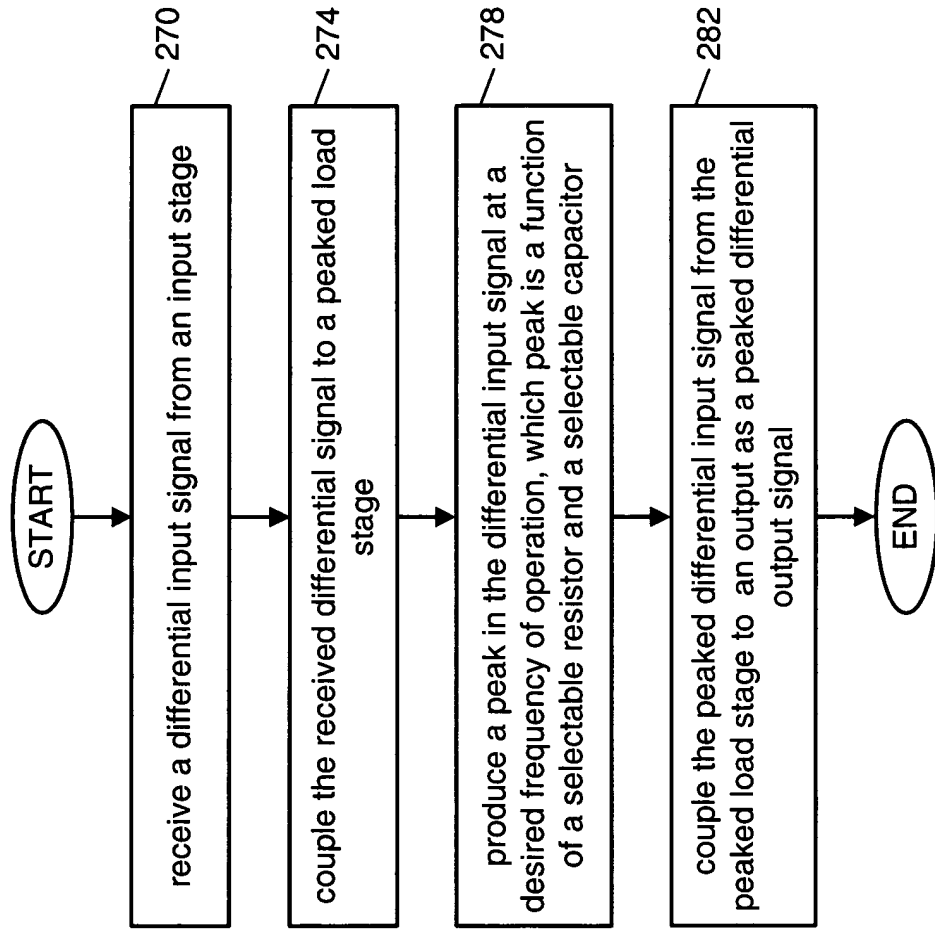 START
270
receive a differential input signal from an input stage
274
couple the received differential signal to a peaked load
stage
278
produce a peak in the differential input signal at a
desired frequency of operation, which peak is a function
of a selectable resistor and a selectable capacitor
282
couple the peaked differential input signal from the
peaked load stage to an output as a peaked differential
output signal
END